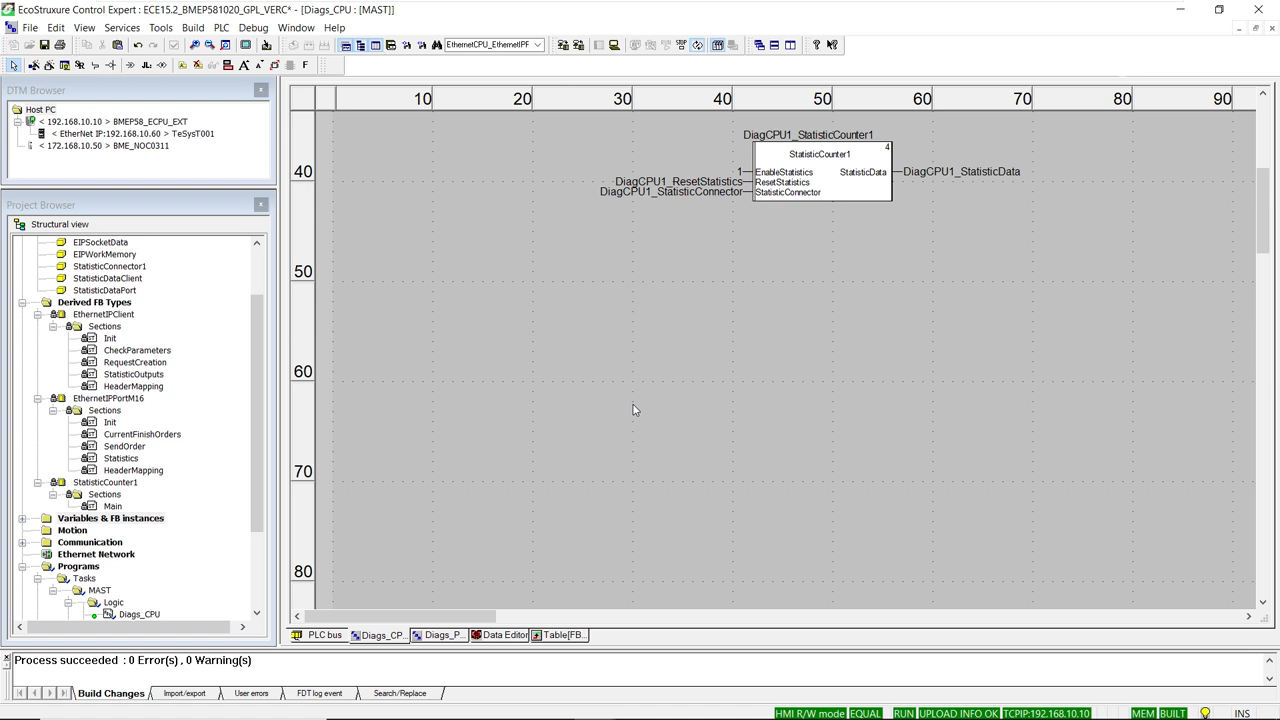 EcoStruxure Control Expert : ECE15.2_BMEP581020_GPL_VERC* - [Diags_CPU : [MAST]]
File Edit View Services Tools Build PLC Debug Window Help
EthernetCPU_EthernetIPF
DTM Browser
Host PC
< 192.168.10.10 > BMEP58_ECPU_EXT
< EtherNet IP:192.168.10.60 > TeSysT001
< 172.168.10.50 > BME_NOC0311
Project Browser
Structural view
EIPSocketData
EIPWorkMemory
StatisticConnector1
StatisticDataClient
StatisticDataPort
Derived FB Types
EthernetIPClient
Sections
Init
CheckParameters
RequestCreation
StatisticOutputs
HeaderMapping
EthernetIPPortM16
Sections
Init
CurrentFinishOrders
SendOrder
Statistics
HeaderMapping
StatisticCounter1
Sections
Main
Variables & FB instances
Motion
Communication
Ethernet Network
Programs
Tasks
MAST
Logic
Diags_CPU
10 20 30 40 50 60 70 80 90
40
50
60
70
80
DiagCPU1_StatisticCounter1
4
StatisticCounter1
1 EnableStatistics StatisticData DiagCPU1_StatisticData
DiagCPU1_ResetStatistics ResetStatistics
DiagCPU1_StatisticConnector StatisticConnector
PLC bus Diags_CP... Diags_P... Data Editor Table[FB...
Process succeeded : 0 Error(s) , 0 Warning(s)
Build Changes Import/export User errors FDT log event Search/Replace
HMI R/W mode EQUAL RUN UPLOAD INFO OK TCPIP:192.168.10.10 MEM BUILT INS